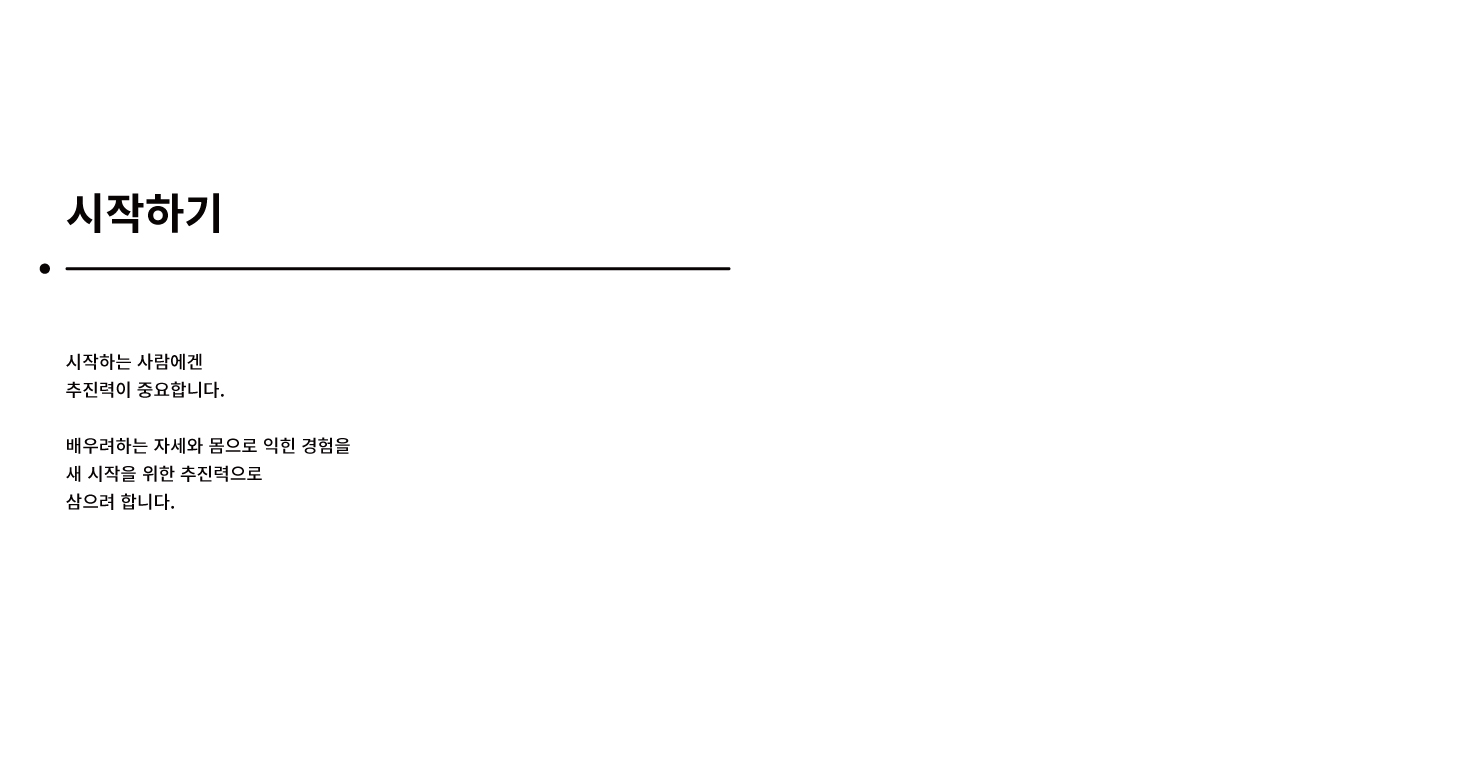 시작하기
시작하는 사람에겐
추진력이 중요합니다.
배우려하는 자세와 몸으로 익힌 경험을
새 시작을 위한 추진력으로
삼으려 합니다.